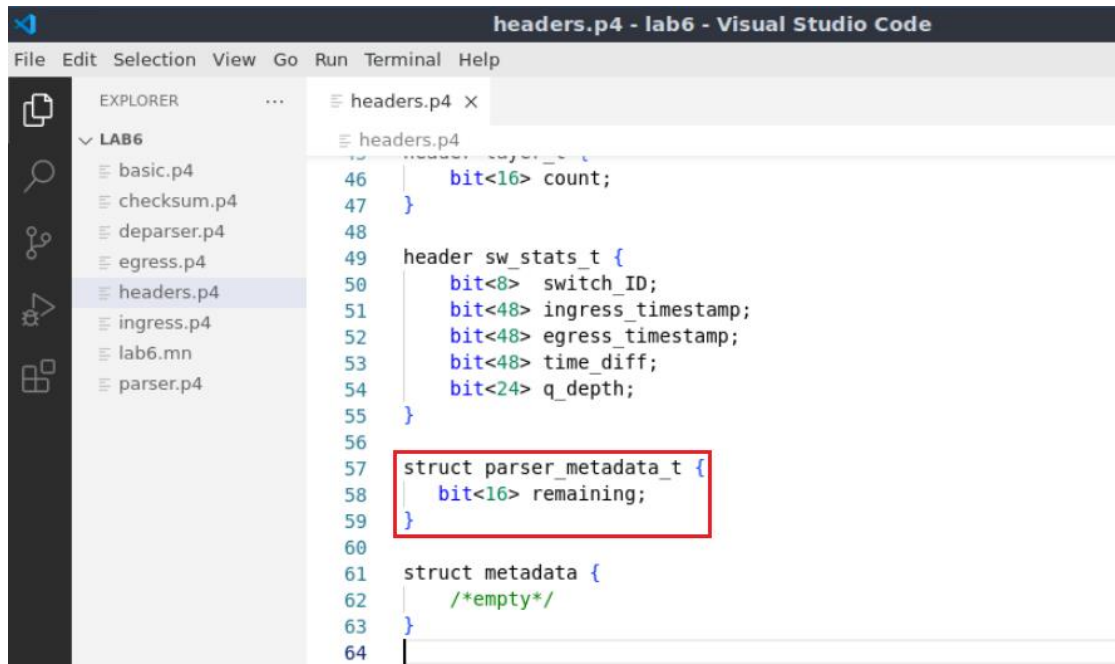 headers.p4 - lab6 - Visual Studio Code
File Edit Selection View Go Run Terminal Help
EXPLORER ...
headers.p4 ×
LAB6
basic.p4
checksum.p4
deparser.p4
egress.p4
headers.p4
ingress.p4
lab6.mn
parser.p4
headers.p4
46 bit<16> count;
47 }
48
49 header sw_stats_t {
50 bit<8> switch_ID;
51 bit<48> ingress_timestamp;
52 bit<48> egress_timestamp;
53 bit<48> time_diff;
54 bit<24> q_depth;
55 }
56
57 struct parser_metadata_t {
58 bit<16> remaining;
59 }
60
61 struct metadata {
62 /*empty*/
63 }
64